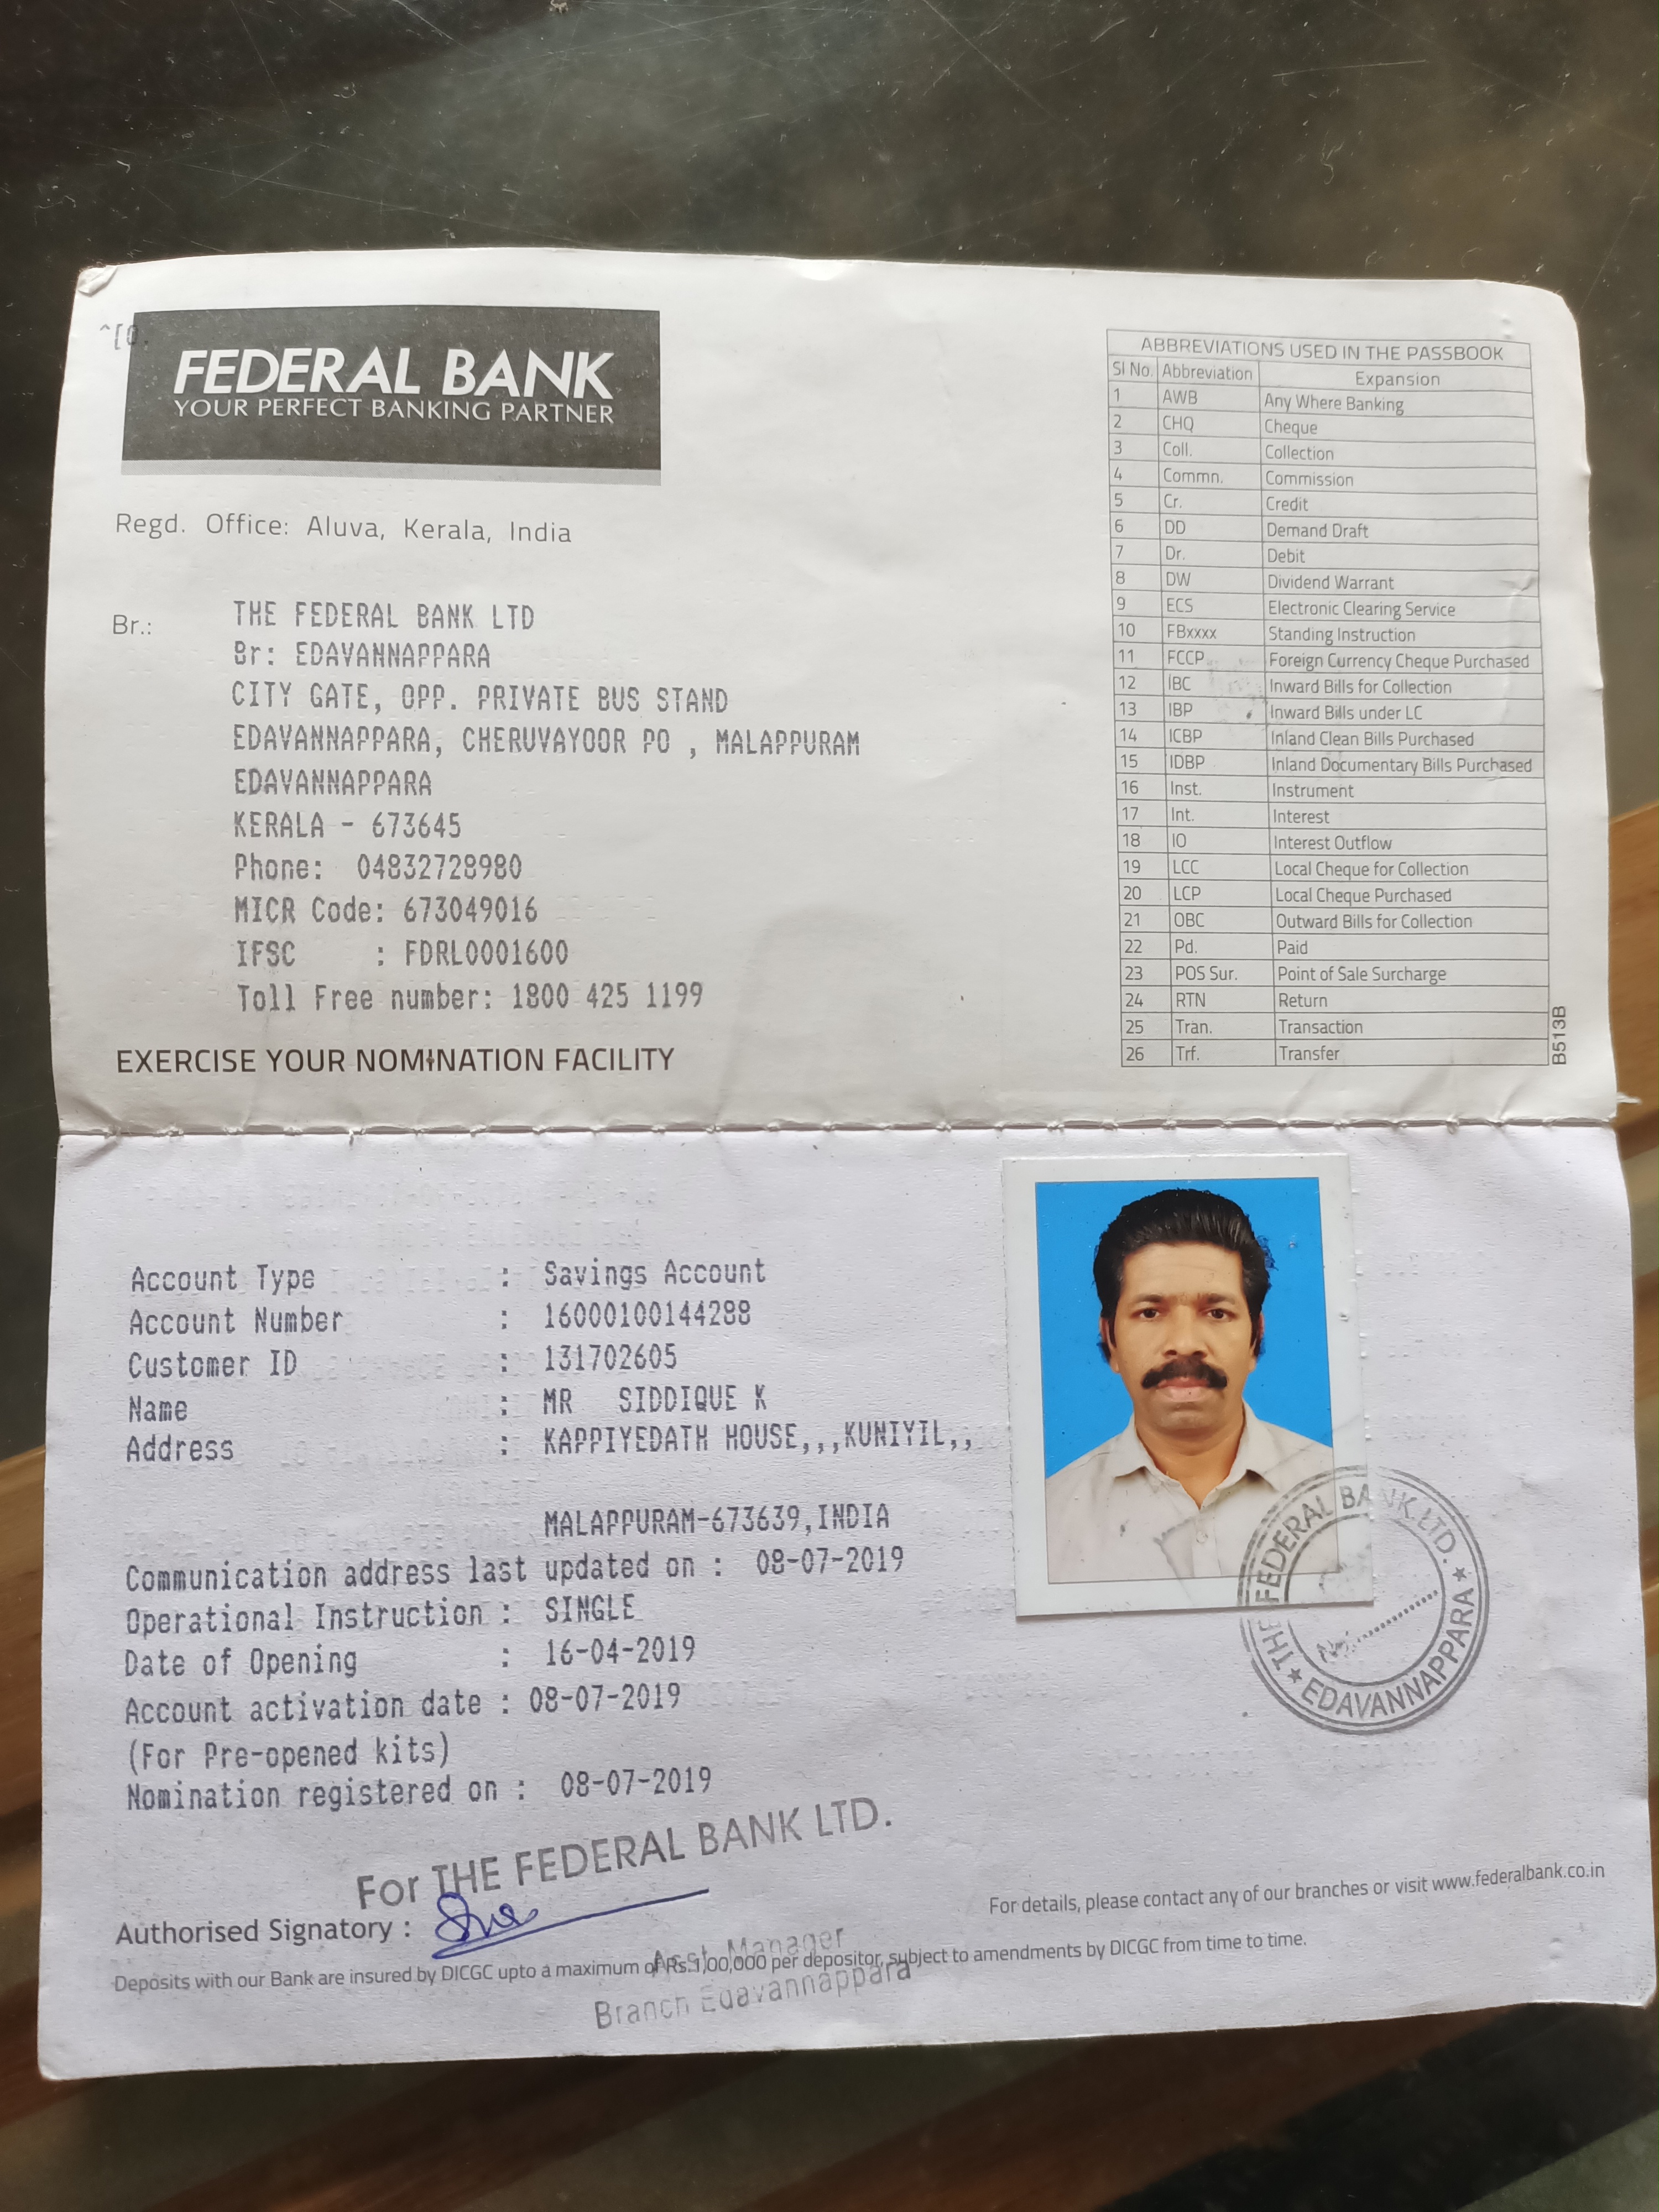 ^[0.
FEDERAL BANK
YOUR PERFECT BANKING PARTNER
Regd. Office: Aluva, Kerala, India
Br.: THE FEDERAL BANK LTD
Br: EDAVANNAPPARA
CITY GATE, OPP. PRIVATE BUS STAND
EDAVANNAPPARA, CHERUVAYOOR PO , MALAPPURAM
EDAVANNAPPARA
KERALA - 673645
Phone: 04832728980
MICR Code: 673049016
IFSC : FDRL0001600
Toll Free number: 1800 425 1199
EXERCISE YOUR NOMINATION FACILITY
ABBREVIATIONS USED IN THE PASSBOOK
Sl No. Abbreviation Expansion
1 AWB Any Where Banking
2 CHQ Cheque
3 Coll. Collection
4 Commn. Commission
5 Cr. Credit
6 DD Demand Draft
7 Dr. Debit
8 DW Dividend Warrant
9 ECS Electronic Clearing Service
10 FBxxxx Standing Instruction
11 FCCP Foreign Currency Cheque Purchased
12 IBC Inward Bills for Collection
13 IBP Inward Bills under LC
14 ICBP Inland Clean Bills Purchased
15 IDBP Inland Documentary Bills Purchased
16 Inst. Instrument
17 Int. Interest
18 IO Interest Outflow
19 LCC Local Cheque for Collection
20 LCP Local Cheque Purchased
21 OBC Outward Bills for Collection
22 Pd. Paid
23 POS Sur. Point of Sale Surcharge
24 RTN Return
25 Tran. Transaction
26 Trf. Transfer
B513B
Account Type : Savings Account
Account Number : 16000100144288
Customer ID : 131702605
Name : MR SIDDIQUE K
Address : KAPPIYEDATH HOUSE,,,KUNIYIL,,
MALAPPURAM-673639,INDIA
Communication address last updated on : 08-07-2019
Operational Instruction : SINGLE
Date of Opening : 16-04-2019
Account activation date : 08-07-2019
(For Pre-opened kits)
Nomination registered on : 08-07-2019
THE FEDERAL BANK LTD.
★ EDAVANNAPPARA ★
For THE FEDERAL BANK LTD.
Authorised Signatory :
For details, please contact any of our branches or visit www.federalbank.co.in
Deposits with our Bank are insured by DICGC upto a maximum of Rs.1,00,000 per depositor, subject to amendments by DICGC from time to time.
Asst. Manager
Branch Edavannappara